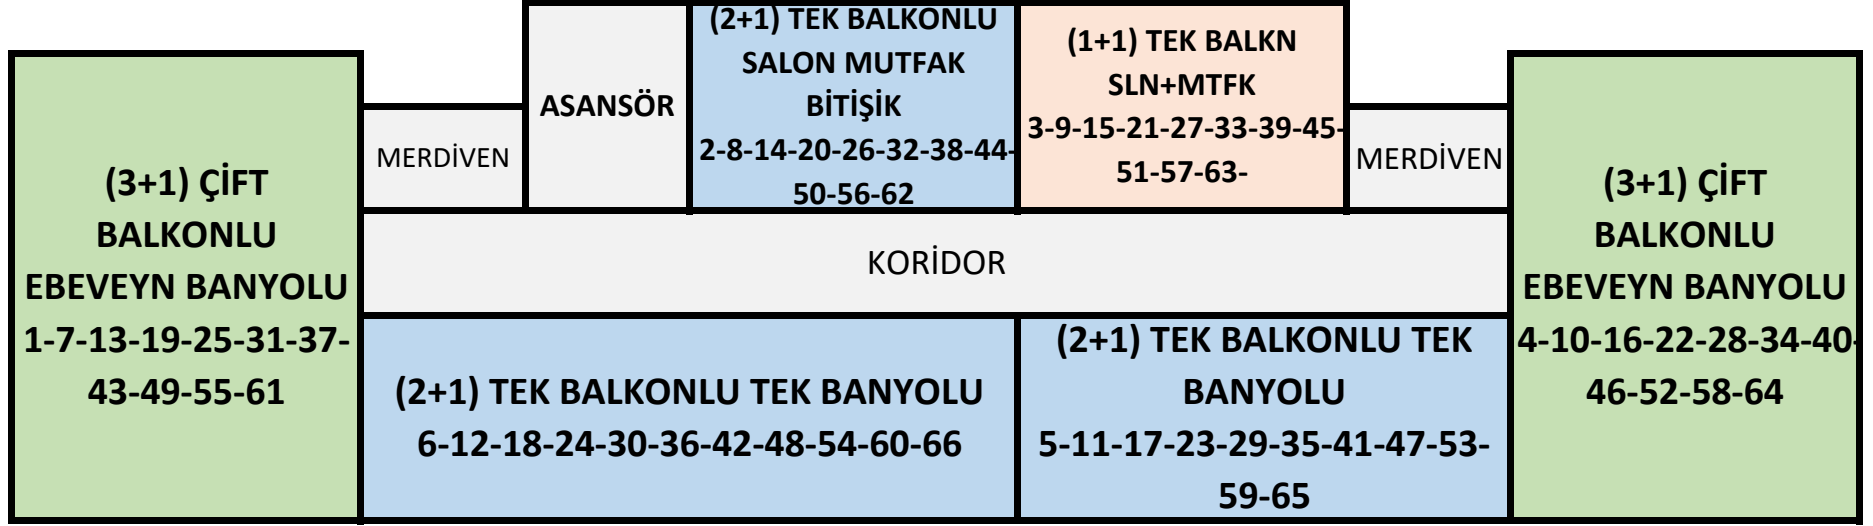 (3+1) ÇİFT
BALKONLU
EBEVEYN BANYOLU
1-7-13-19-25-31-37-
43-49-55-61
MERDİVEN
ASANSÖR
(2+1) TEK BALKONLU
SALON MUTFAK
BİTİŞİK
2-8-14-20-26-32-38-44-
50-56-62
(1+1) TEK BALKN
SLN+MTFK
3-9-15-21-27-33-39-45-
51-57-63-
MERDİVEN
(3+1) ÇİFT
BALKONLU
EBEVEYN BANYOLU
4-10-16-22-28-34-40-
46-52-58-64
KORİDOR
(2+1) TEK BALKONLU TEK BANYOLU
6-12-18-24-30-36-42-48-54-60-66
(2+1) TEK BALKONLU TEK
BANYOLU
5-11-17-23-29-35-41-47-53-
59-65